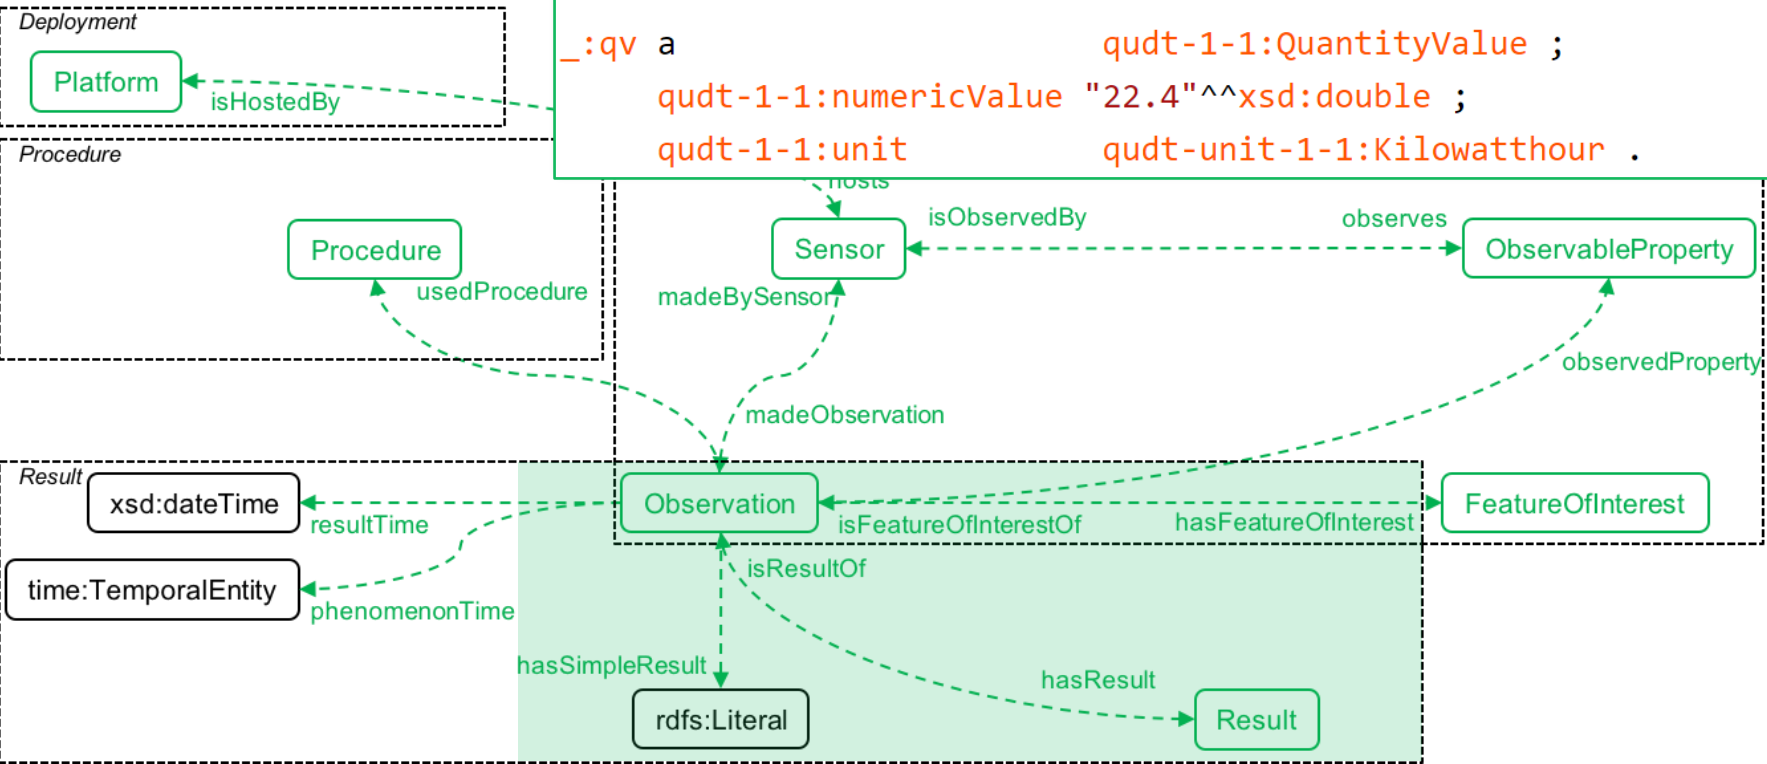 Deployment
Platform
isHostedBy
_:qv a qudt-1-1:QuantityValue ;
qudt-1-1:numericValue "22.4"^^xsd:double ;
qudt-1-1:unit qudt-unit-1-1:Kilowatthour .
Procedure
hosts
Procedure
usedProcedure
Sensor
isObservedBy
observes
ObservableProperty
madeBySensor
observedProperty
madeObservation
Result
xsd:dateTime
resultTime
Observation
isFeatureOfInterestOf
hasFeatureOfInterest
FeatureOfInterest
time:TemporalEntity
phenomenonTime
isResultOf
hasSimpleResult
hasResult
rdfs:Literal
Result